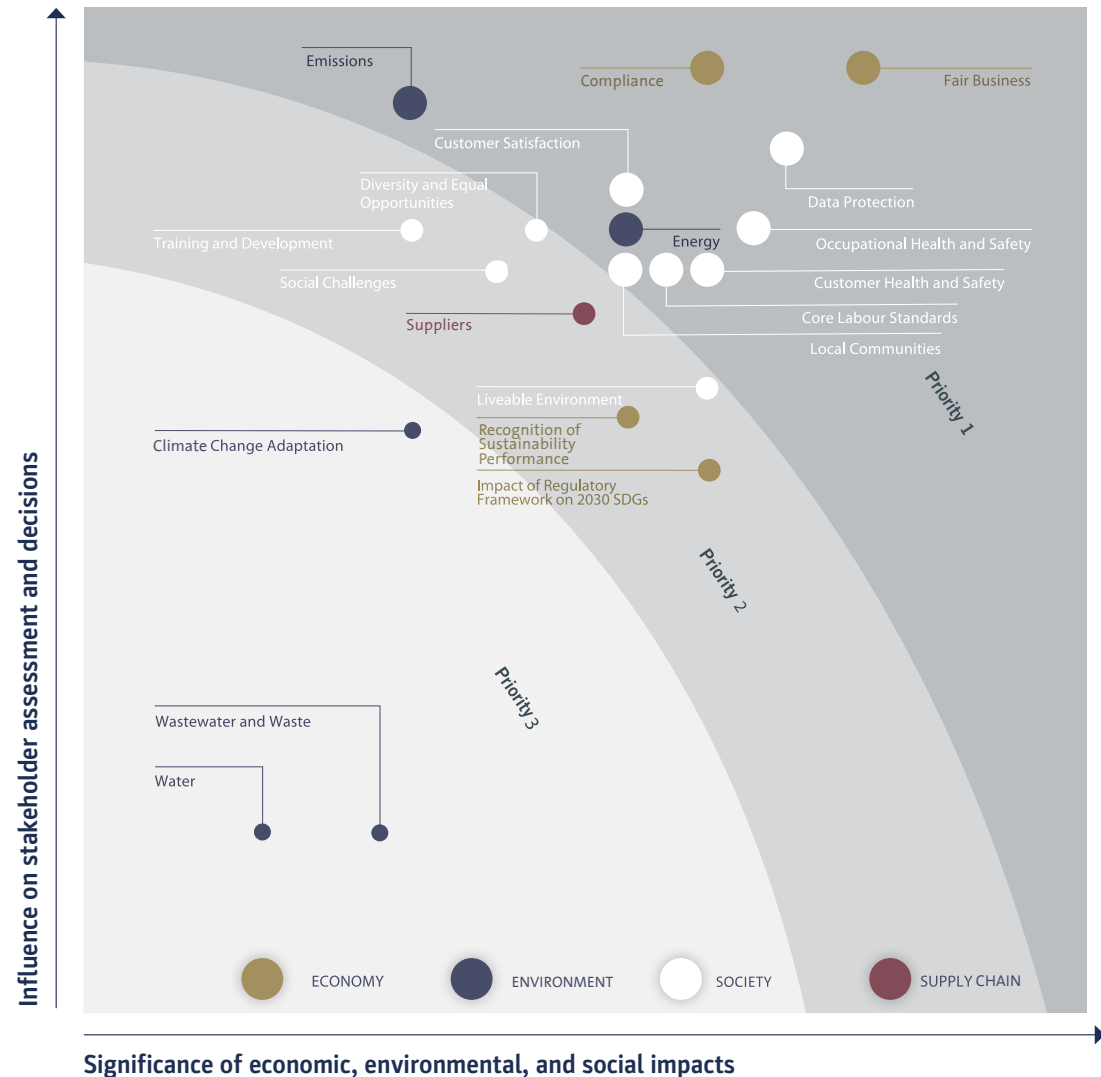 Influence on stakeholder assessment and decisions
Emissions
Compliance
Fair Business
Customer Satisfaction
Diversity and Equal
Opportunities
Data Protection
Training and Development
Energy
Occupational Health and Safety
Social Challenges
Customer Health and Safety
Suppliers
Core Labour Standards
Local Communities
Priority 1
Liveable Environment
Recognition of
Sustainability
Performance
Climate Change Adaptation
Impact of Regulatory
Framework on 2030 SDGs
Priority 2
Priority 3
Wastewater and Waste
Water
ECONOMY
ENVIRONMENT
SOCIETY
SUPPLY CHAIN
Significance of economic, environmental, and social impacts